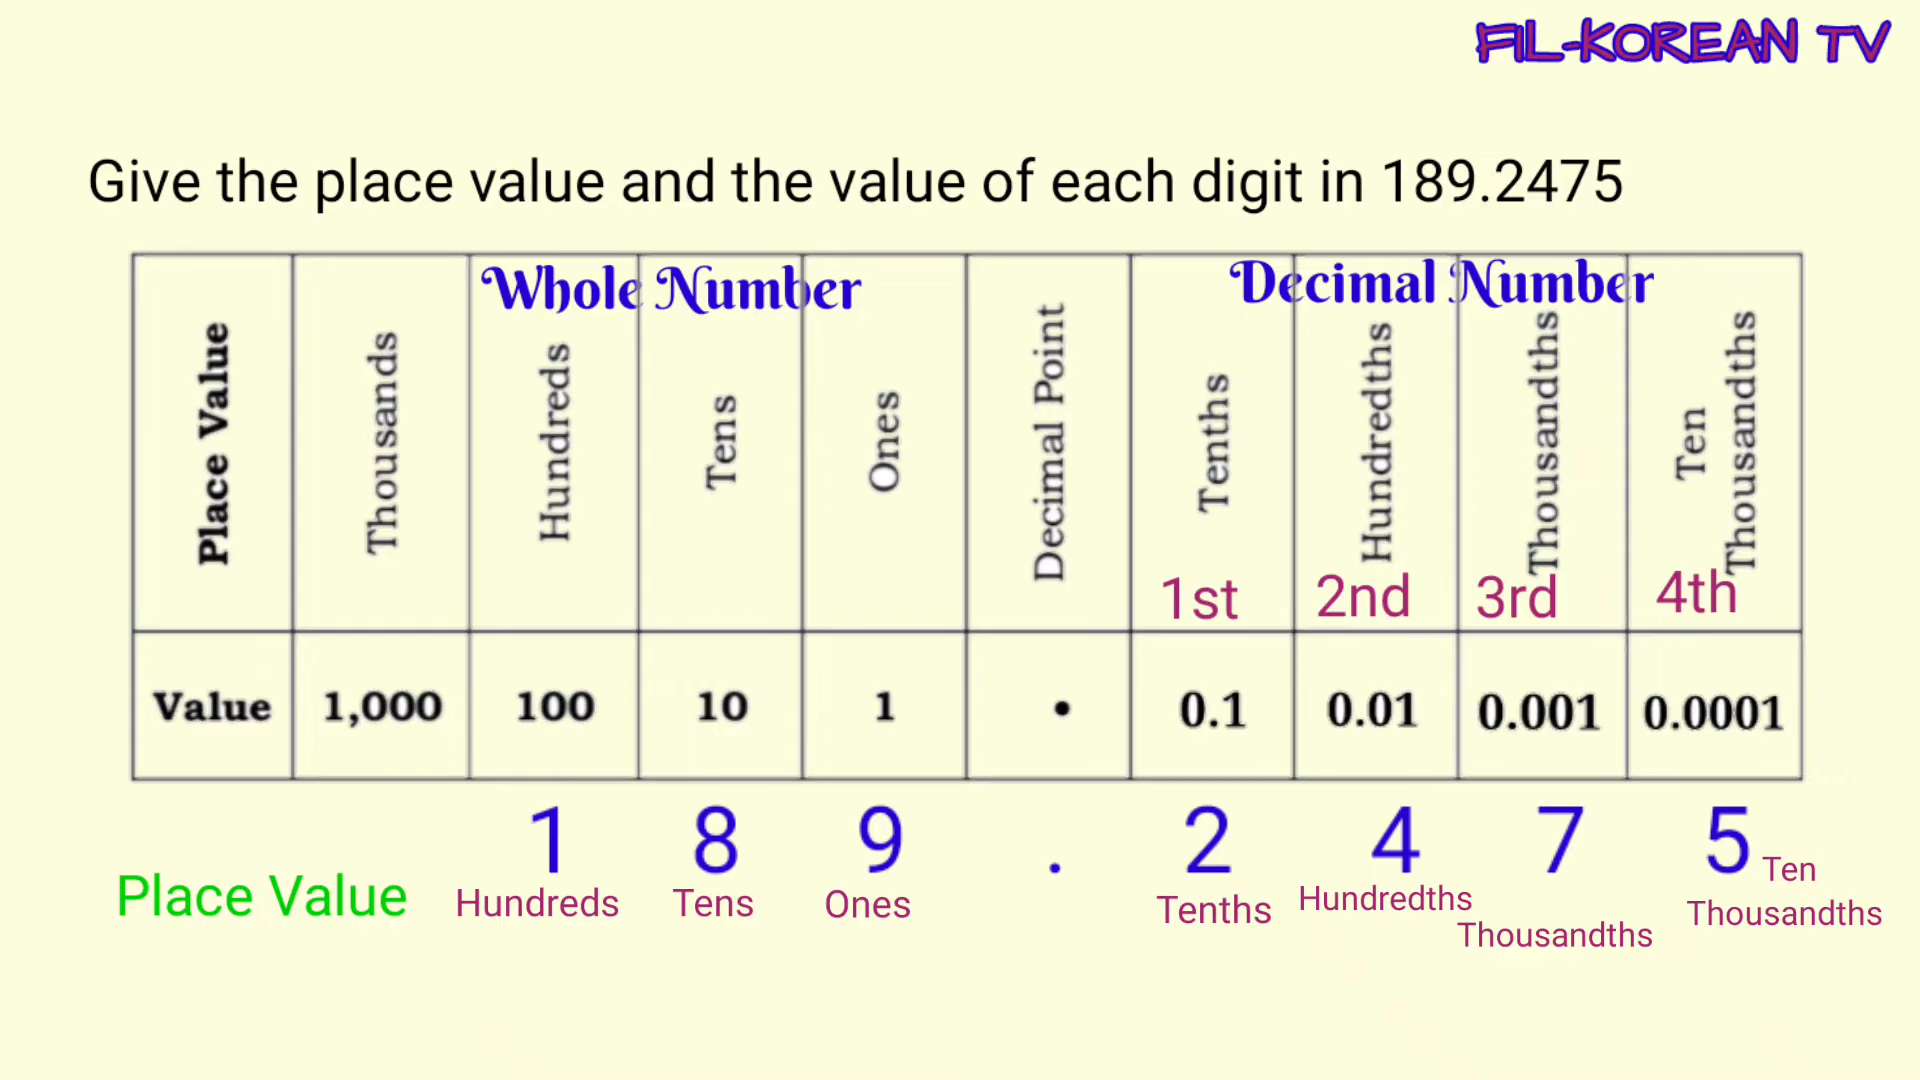 FIL-KOREAN TV
Give the place value and the value of each digit in 189.2475
Whole Number
Decimal Number
Place Value
Thousands
Hundreds
Tens
Ones
Decimal Point
Tenths
Hundredths
Thousandths
Ten
Thousandths
1st 2nd 3rd 4th
Value 1,000 100 10 1 • 0.1 0.01 0.001 0.0001
1 8 9 . 2 4 7 5
Place Value Hundreds Tens Ones Tenths Hundredths Thousandths Ten
Thousandths